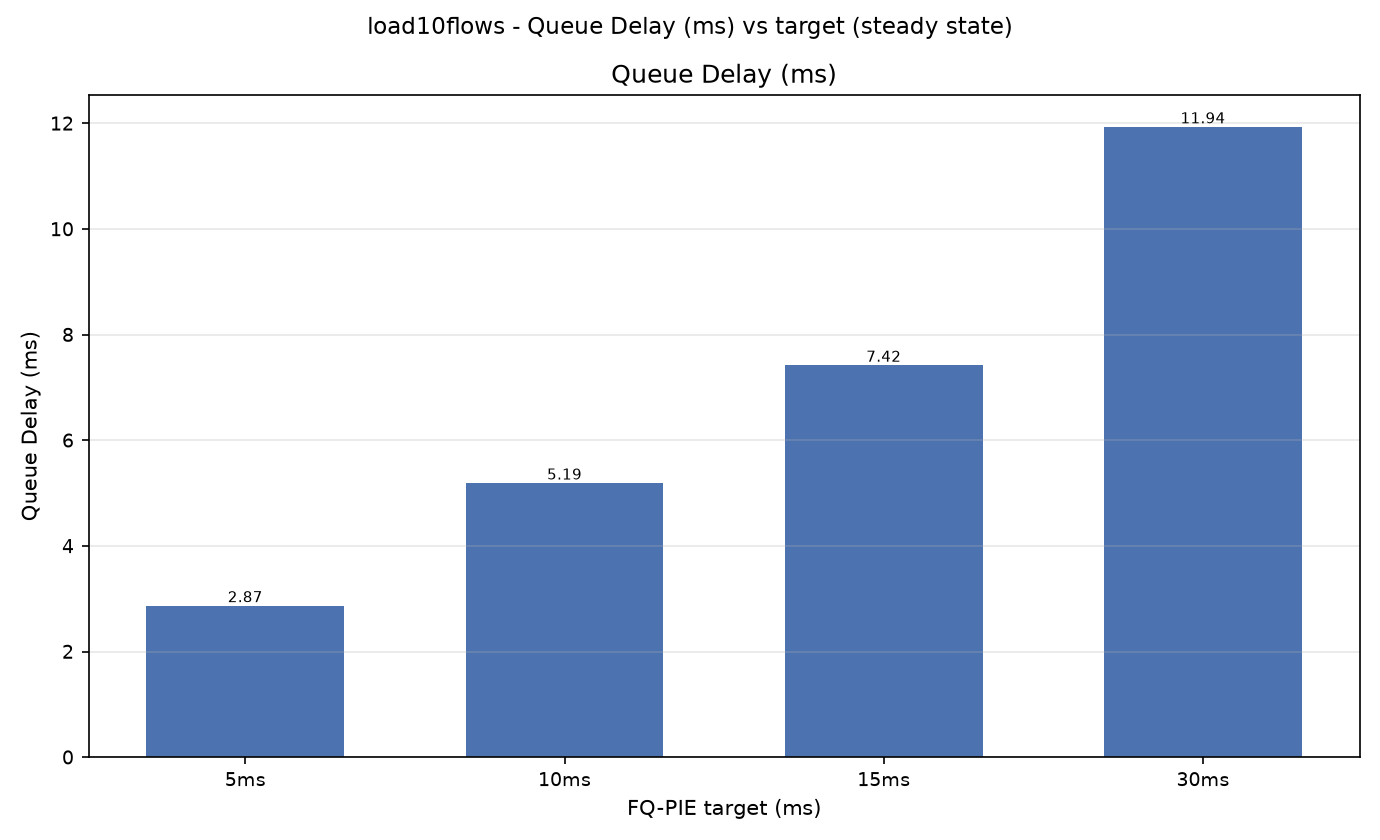 load10flows - Queue Delay (ms) vs target (steady state)
Queue Delay (ms)
Queue Delay (ms)
12
10
8
6
4
2
0
2.87
5.19
7.42
11.94
5ms
10ms
15ms
30ms
FQ-PIE target (ms)